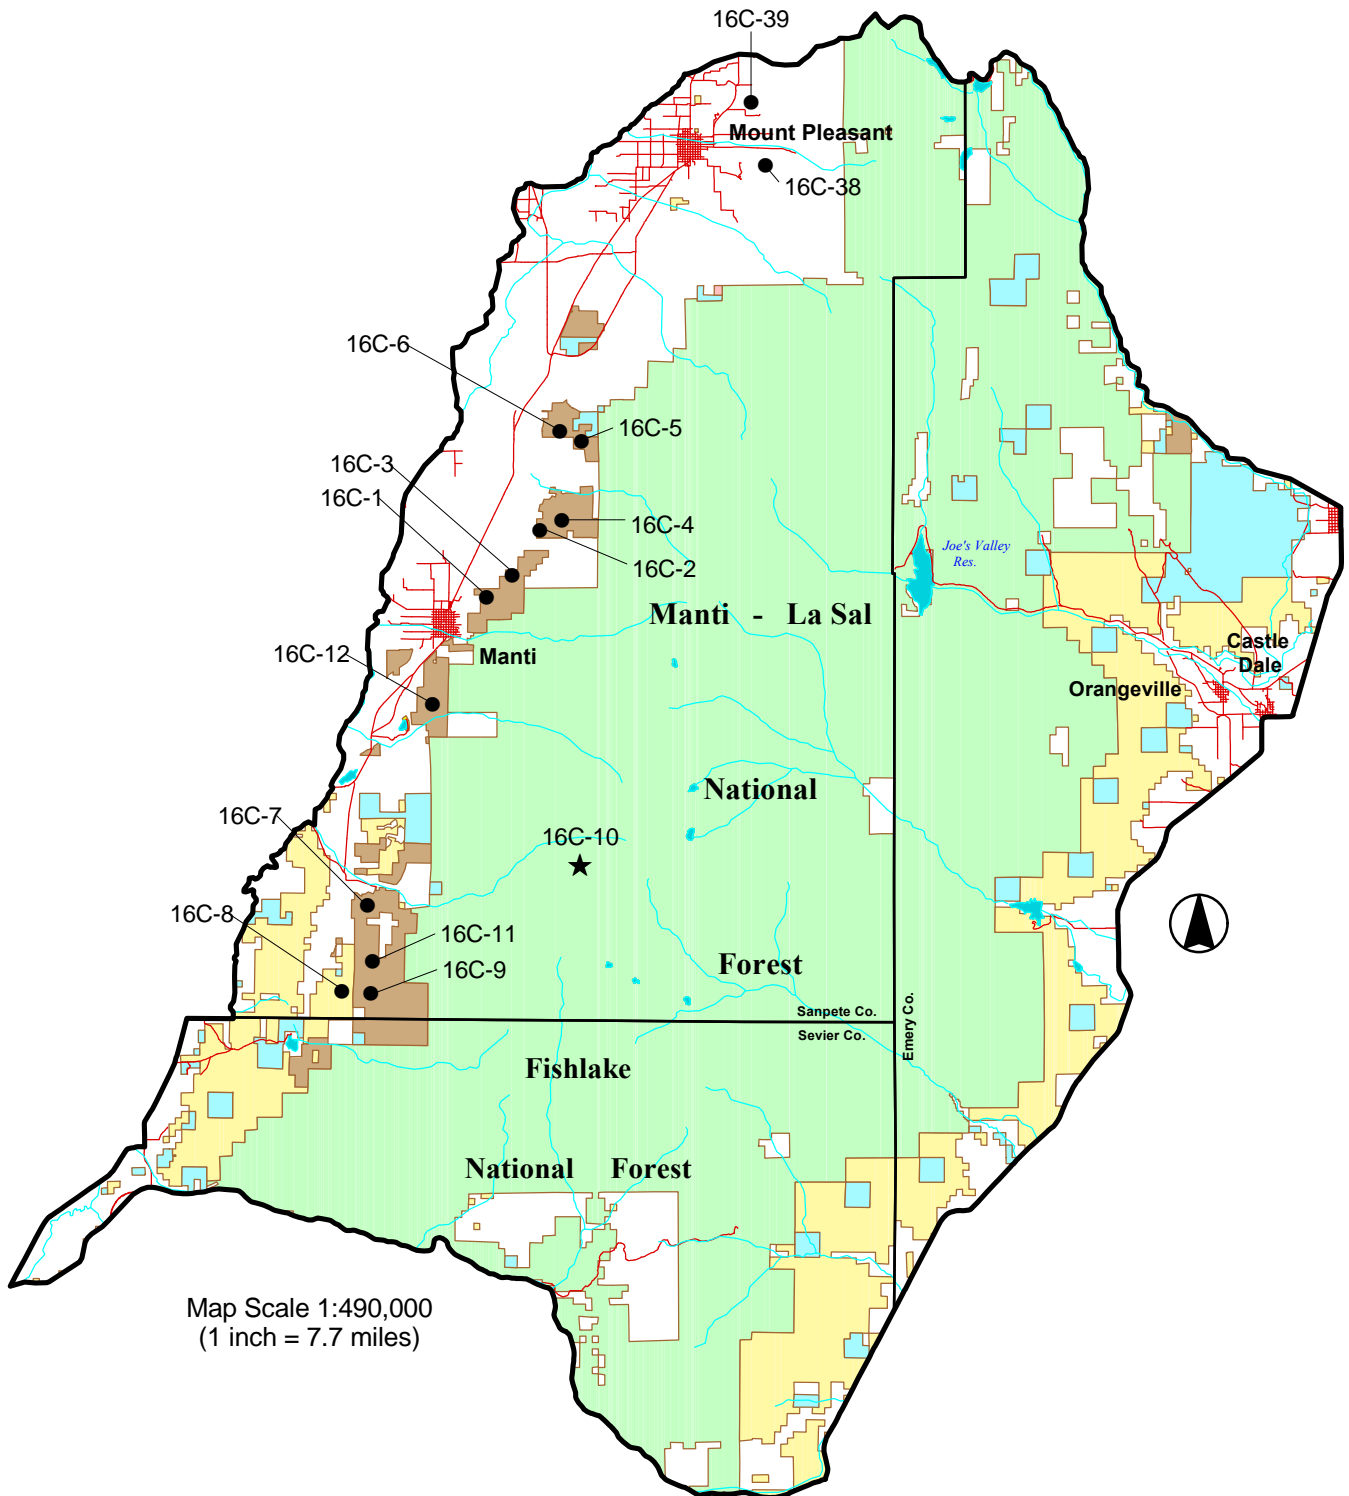 16C-39
Mount Pleasant
16C-38
16C-6
16C-5
16C-3
16C-1
16C-4
16C-2
Joe's Valley
Res.
Manti - La Sal
Castle
Dale
16C-12
Manti
Orangeville
National
16C-7
16C-10
16C-8
16C-11
Forest
16C-9
Sanpete Co.
Sevier Co.
Emery Co.
Fishlake
National Forest
Map Scale 1:490,000
(1 inch = 7.7 miles)